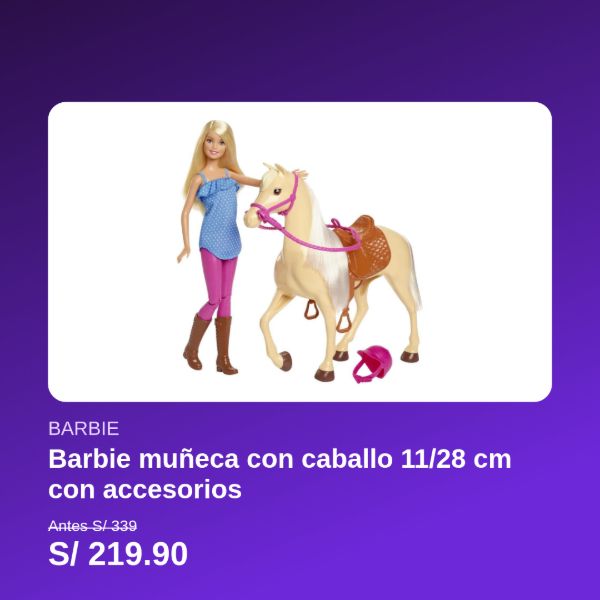 BARBIE
Barbie muñeca con caballo 11/28 cm
con accesorios
Antes S/ 339
S/ 219.90